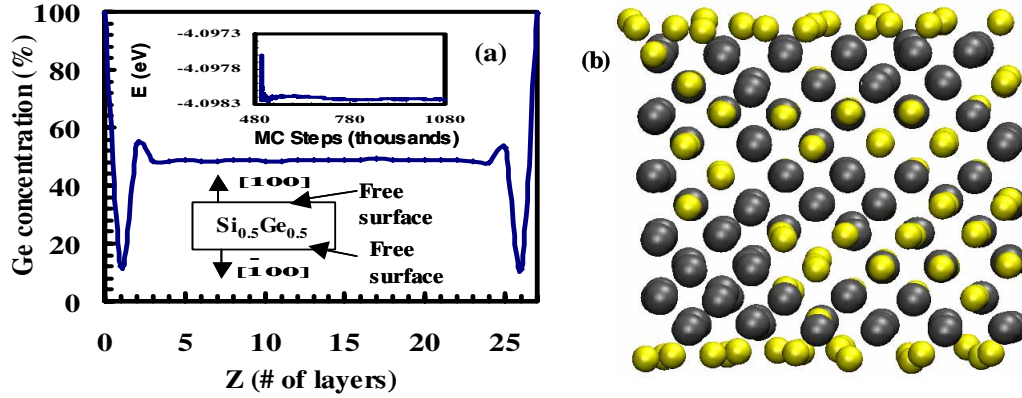 100
80
60
40
20
0
Ge concentration (%)
-4.0973
-4.0978
-4.0983
E (eV)
480 780 1080
MC Steps (thousands)
(a)
[100]
Free
surface
Si0.5Ge0.5
Free
surface
[1̄00]
0 5 10 15 20 25
Z (# of layers)
(b)